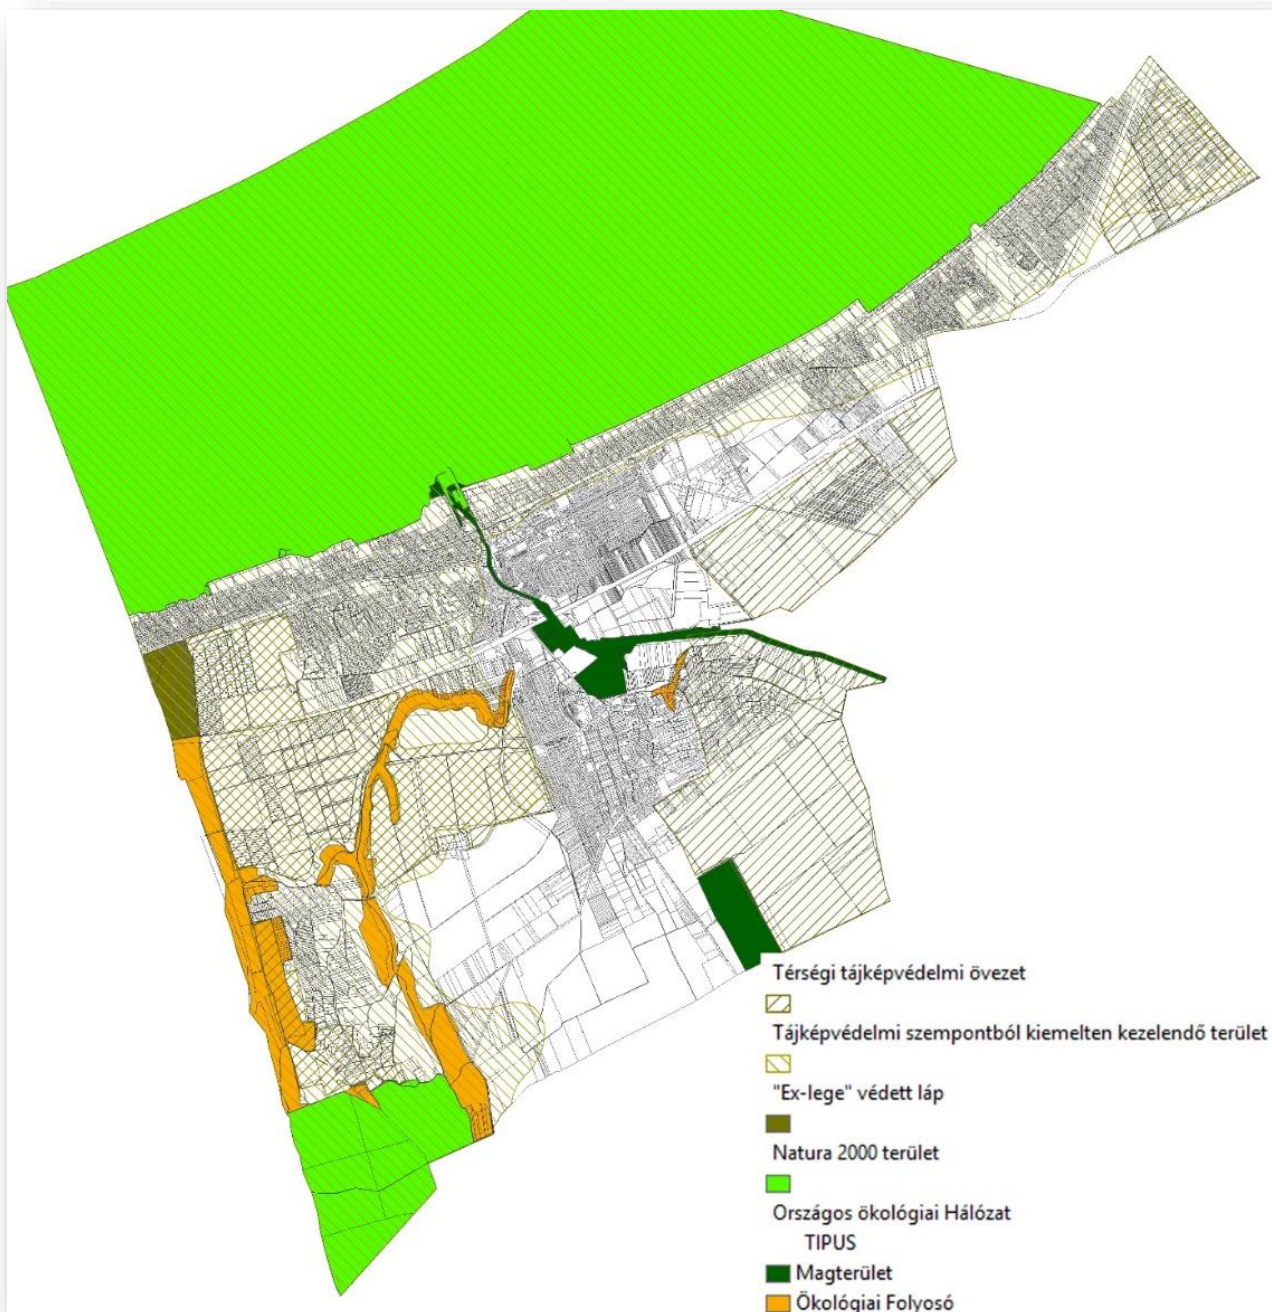 Térségi tájképvédelmi övezet
Tájképvédelmi szempontból kiemelten kezelendő terület
"Ex-lege" védett láp
Natura 2000 terület
Országos ökológiai Hálózat
TIPUS
Magterület
Ökológiai Folyosó